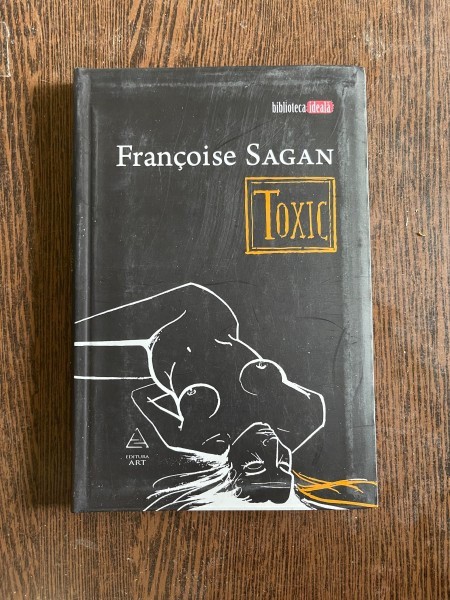 biblioteca ideală
Françoise SAGAN
TOXIC
EDITURA
ART